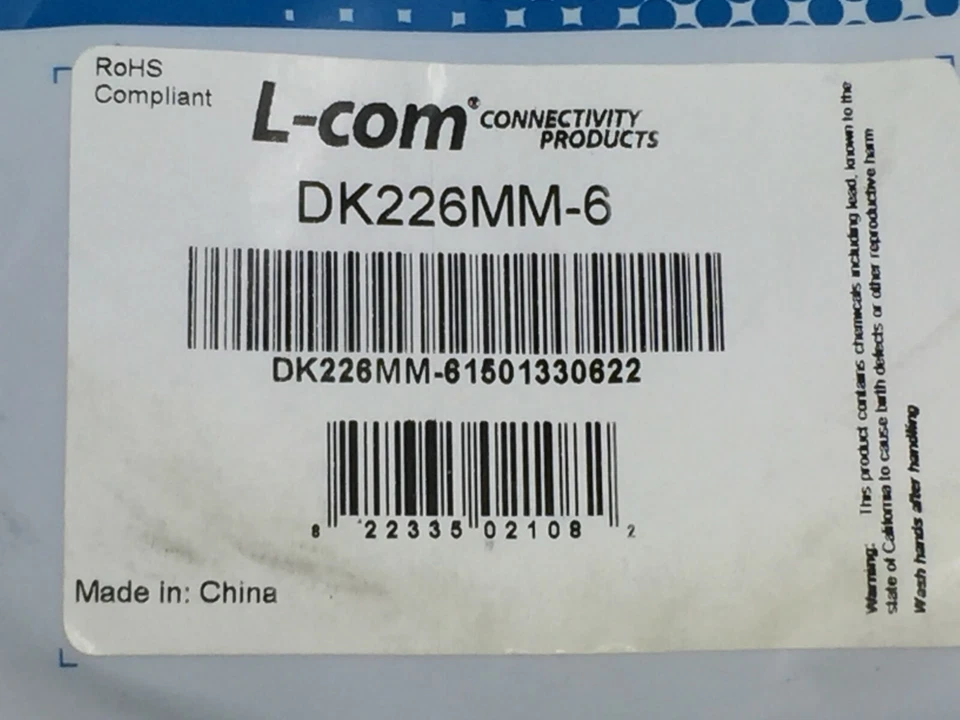 RoHS
Compliant
L-com® CONNECTIVITY
PRODUCTS
DK226MM-6
DK226MM-61501330622
8 22335 02108 2
Made in: China
Warning: This product contains chemicals including lead, known to the
state of California to cause birth defects or other reproductive harm
Wash hands after handling